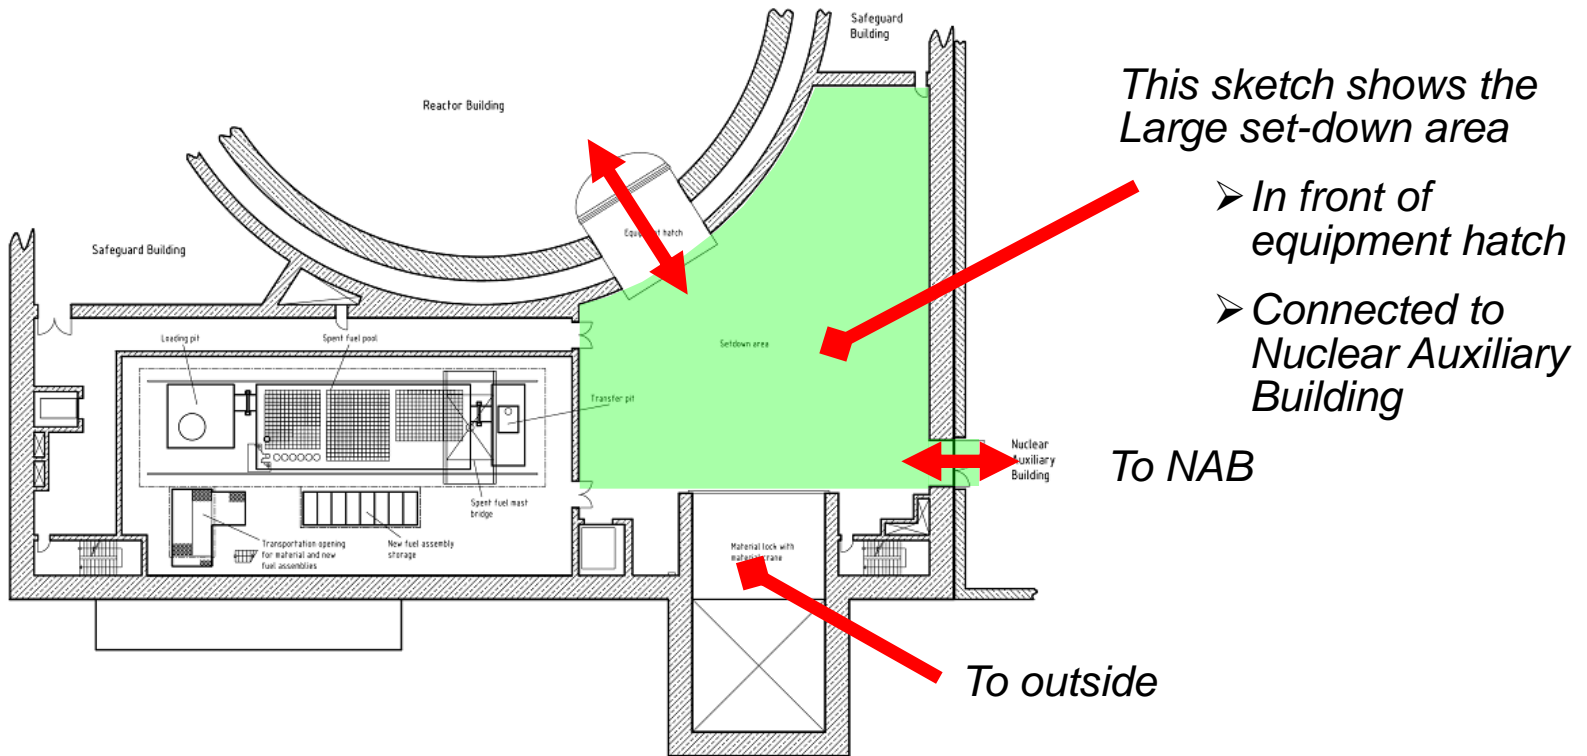 Safeguard
Building
Reactor Building
This sketch shows the
Large set-down area
➢ In front of
equipment hatch
➢ Connected to
Nuclear Auxiliary
Building
Equipment hatch
Safeguard Building
Loading pit
Spent fuel pool
Setdown area
Transfer pit
Nuclear
Auxiliary
Building
To NAB
Spent fuel mast
bridge
Transportation opening
for material and new
fuel assemblies
New fuel assembly
storage
Material lock with
material crane
To outside